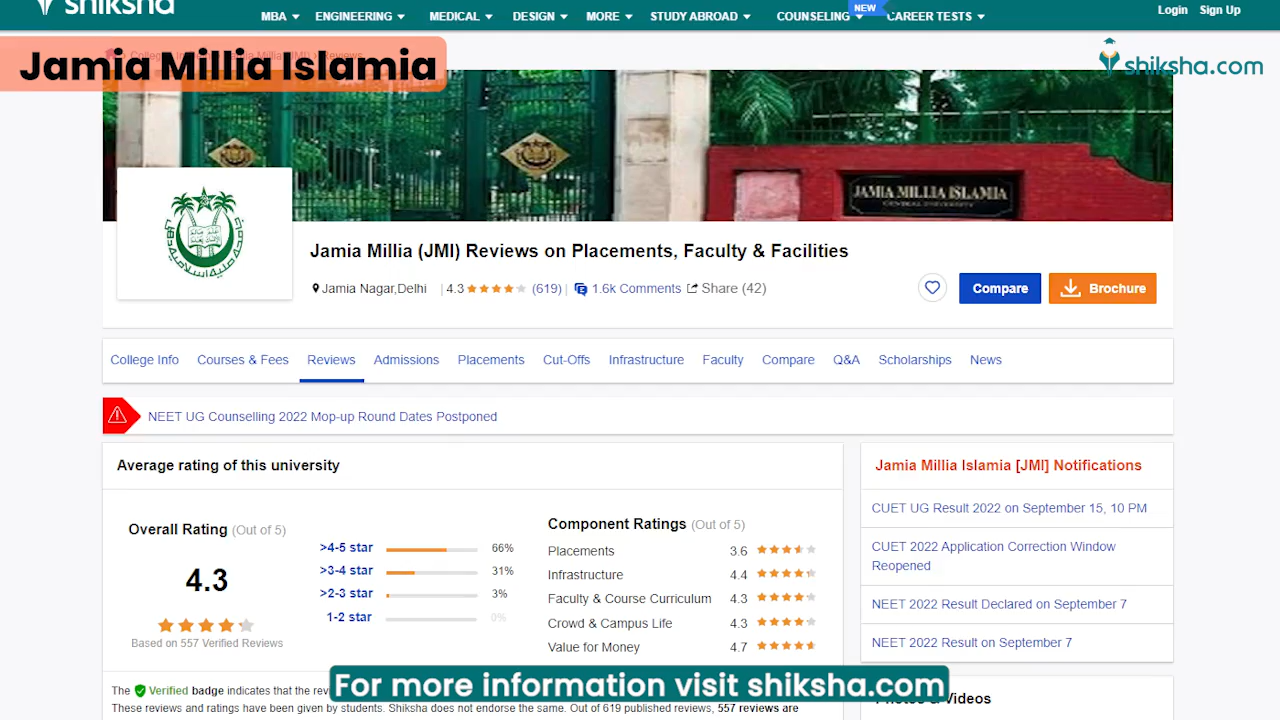 shiksha
MBA ENGINEERING MEDICAL DESIGN MORE STUDY ABROAD COUNSELING NEW CAREER TESTS
Login Sign Up
Jamia Millia Islamia
shiksha.com
JAMIA MILLIA ISLAMIA
CENTRAL UNIVERSITY
Jamia Millia (JMI) Reviews on Placements, Faculty & Facilities
Jamia Nagar,Delhi | 4.3 (619) | 1.6k Comments Share (42)
Compare Brochure
College Info Courses & Fees Reviews Admissions Placements Cut-Offs Infrastructure Faculty Compare Q&A Scholarships News
NEET UG Counselling 2022 Mop-up Round Dates Postponed
Average rating of this university
Overall Rating (Out of 5)
4.3
Based on 557 Verified Reviews
>4-5 star 66%
>3-4 star 31%
>2-3 star 3%
1-2 star 0%
Component Ratings (Out of 5)
Placements 3.6
Infrastructure 4.4
Faculty & Course Curriculum 4.3
Crowd & Campus Life 4.3
Value for Money 4.7
Jamia Millia Islamia [JMI] Notifications
CUET UG Result 2022 on September 15, 10 PM
CUET 2022 Application Correction Window
Reopened
NEET 2022 Result Declared on September 7
NEET 2022 Result on September 7
The Verified badge indicates that the
These reviews and ratings have been given by students. Shiksha does not endorse the same. Out of 619 published reviews, 557 reviews are
For more information visit shiksha.com
& Videos